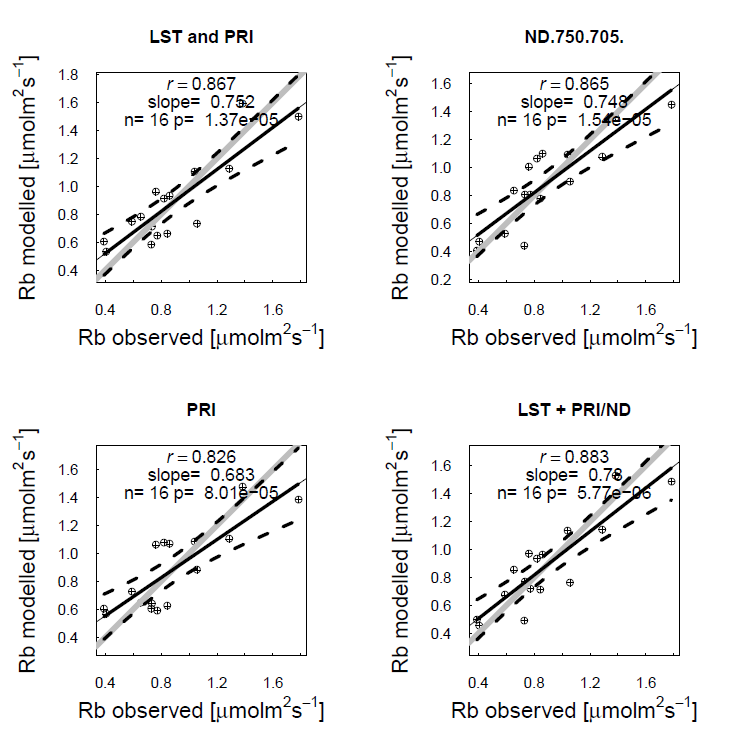 LST and PRI
r = 0.867
slope= 0.752
n= 16 p= 1.37e−05
Rb modelled [μmolm²s⁻¹]
1.8
1.6
1.4
1.2
1.0
0.8
0.6
0.4
0.4 0.8 1.2 1.6
Rb observed [μmolm²s⁻¹]
ND.750.705.
r = 0.865
slope= 0.748
n= 16 p= 1.54e−05
Rb modelled [μmolm²s⁻¹]
1.6
1.4
1.2
1.0
0.8
0.6
0.4
0.2
0.4 0.8 1.2 1.6
Rb observed [μmolm²s⁻¹]
PRI
r = 0.826
slope= 0.683
n= 16 p= 8.01e−05
Rb modelled [μmolm²s⁻¹]
1.6
1.4
1.2
1.0
0.8
0.6
0.4
0.4 0.8 1.2 1.6
Rb observed [μmolm²s⁻¹]
LST + PRI/ND
r = 0.883
slope= 0.78
n= 16 p= 5.77e−06
Rb modelled [μmolm²s⁻¹]
1.6
1.4
1.2
1.0
0.8
0.6
0.4
0.4 0.8 1.2 1.6
Rb observed [μmolm²s⁻¹]